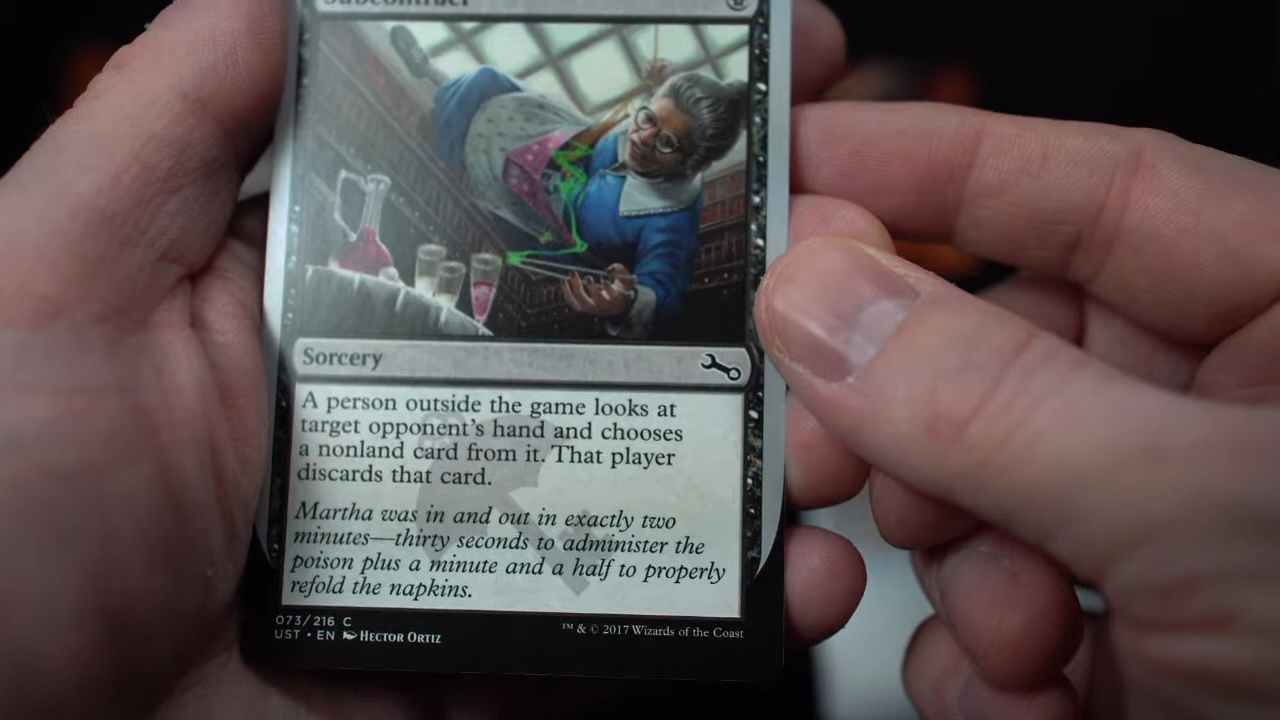 Subcontract
Sorcery
A person outside the game looks at
target opponent's hand and chooses
a nonland card from it. That player
discards that card.
Martha was in and out in exactly two
minutes—thirty seconds to administer the
poison plus a minute and a half to properly
refold the napkins.
073/216 C
UST • EN Hector Ortiz
™ & © 2017 Wizards of the Coast